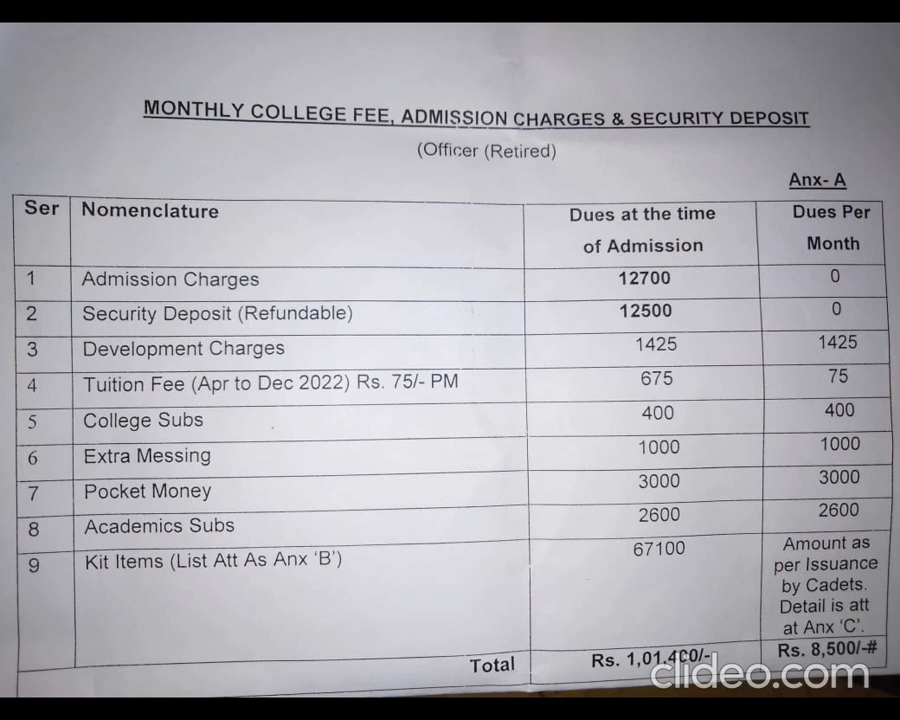 MONTHLY COLLEGE FEE, ADMISSION CHARGES & SECURITY DEPOSIT
(Officer (Retired)
Anx- A
Ser Nomenclature Dues at the time of Admission Dues Per Month
1 Admission Charges 12700 0
2 Security Deposit (Refundable) 12500 0
3 Development Charges 1425 1425
4 Tuition Fee (Apr to Dec 2022) Rs. 75/- PM 675 75
5 College Subs 400 400
6 Extra Messing 1000 1000
7 Pocket Money 3000 3000
8 Academics Subs 2600 2600
9 Kit Items (List Att As Anx ‘B’) 67100 Amount as
per Issuance
by Cadets.
Detail is att
at Anx ‘C’.
Total Rs. 1,01,400/- Rs. 8,500/-#
clideo.com